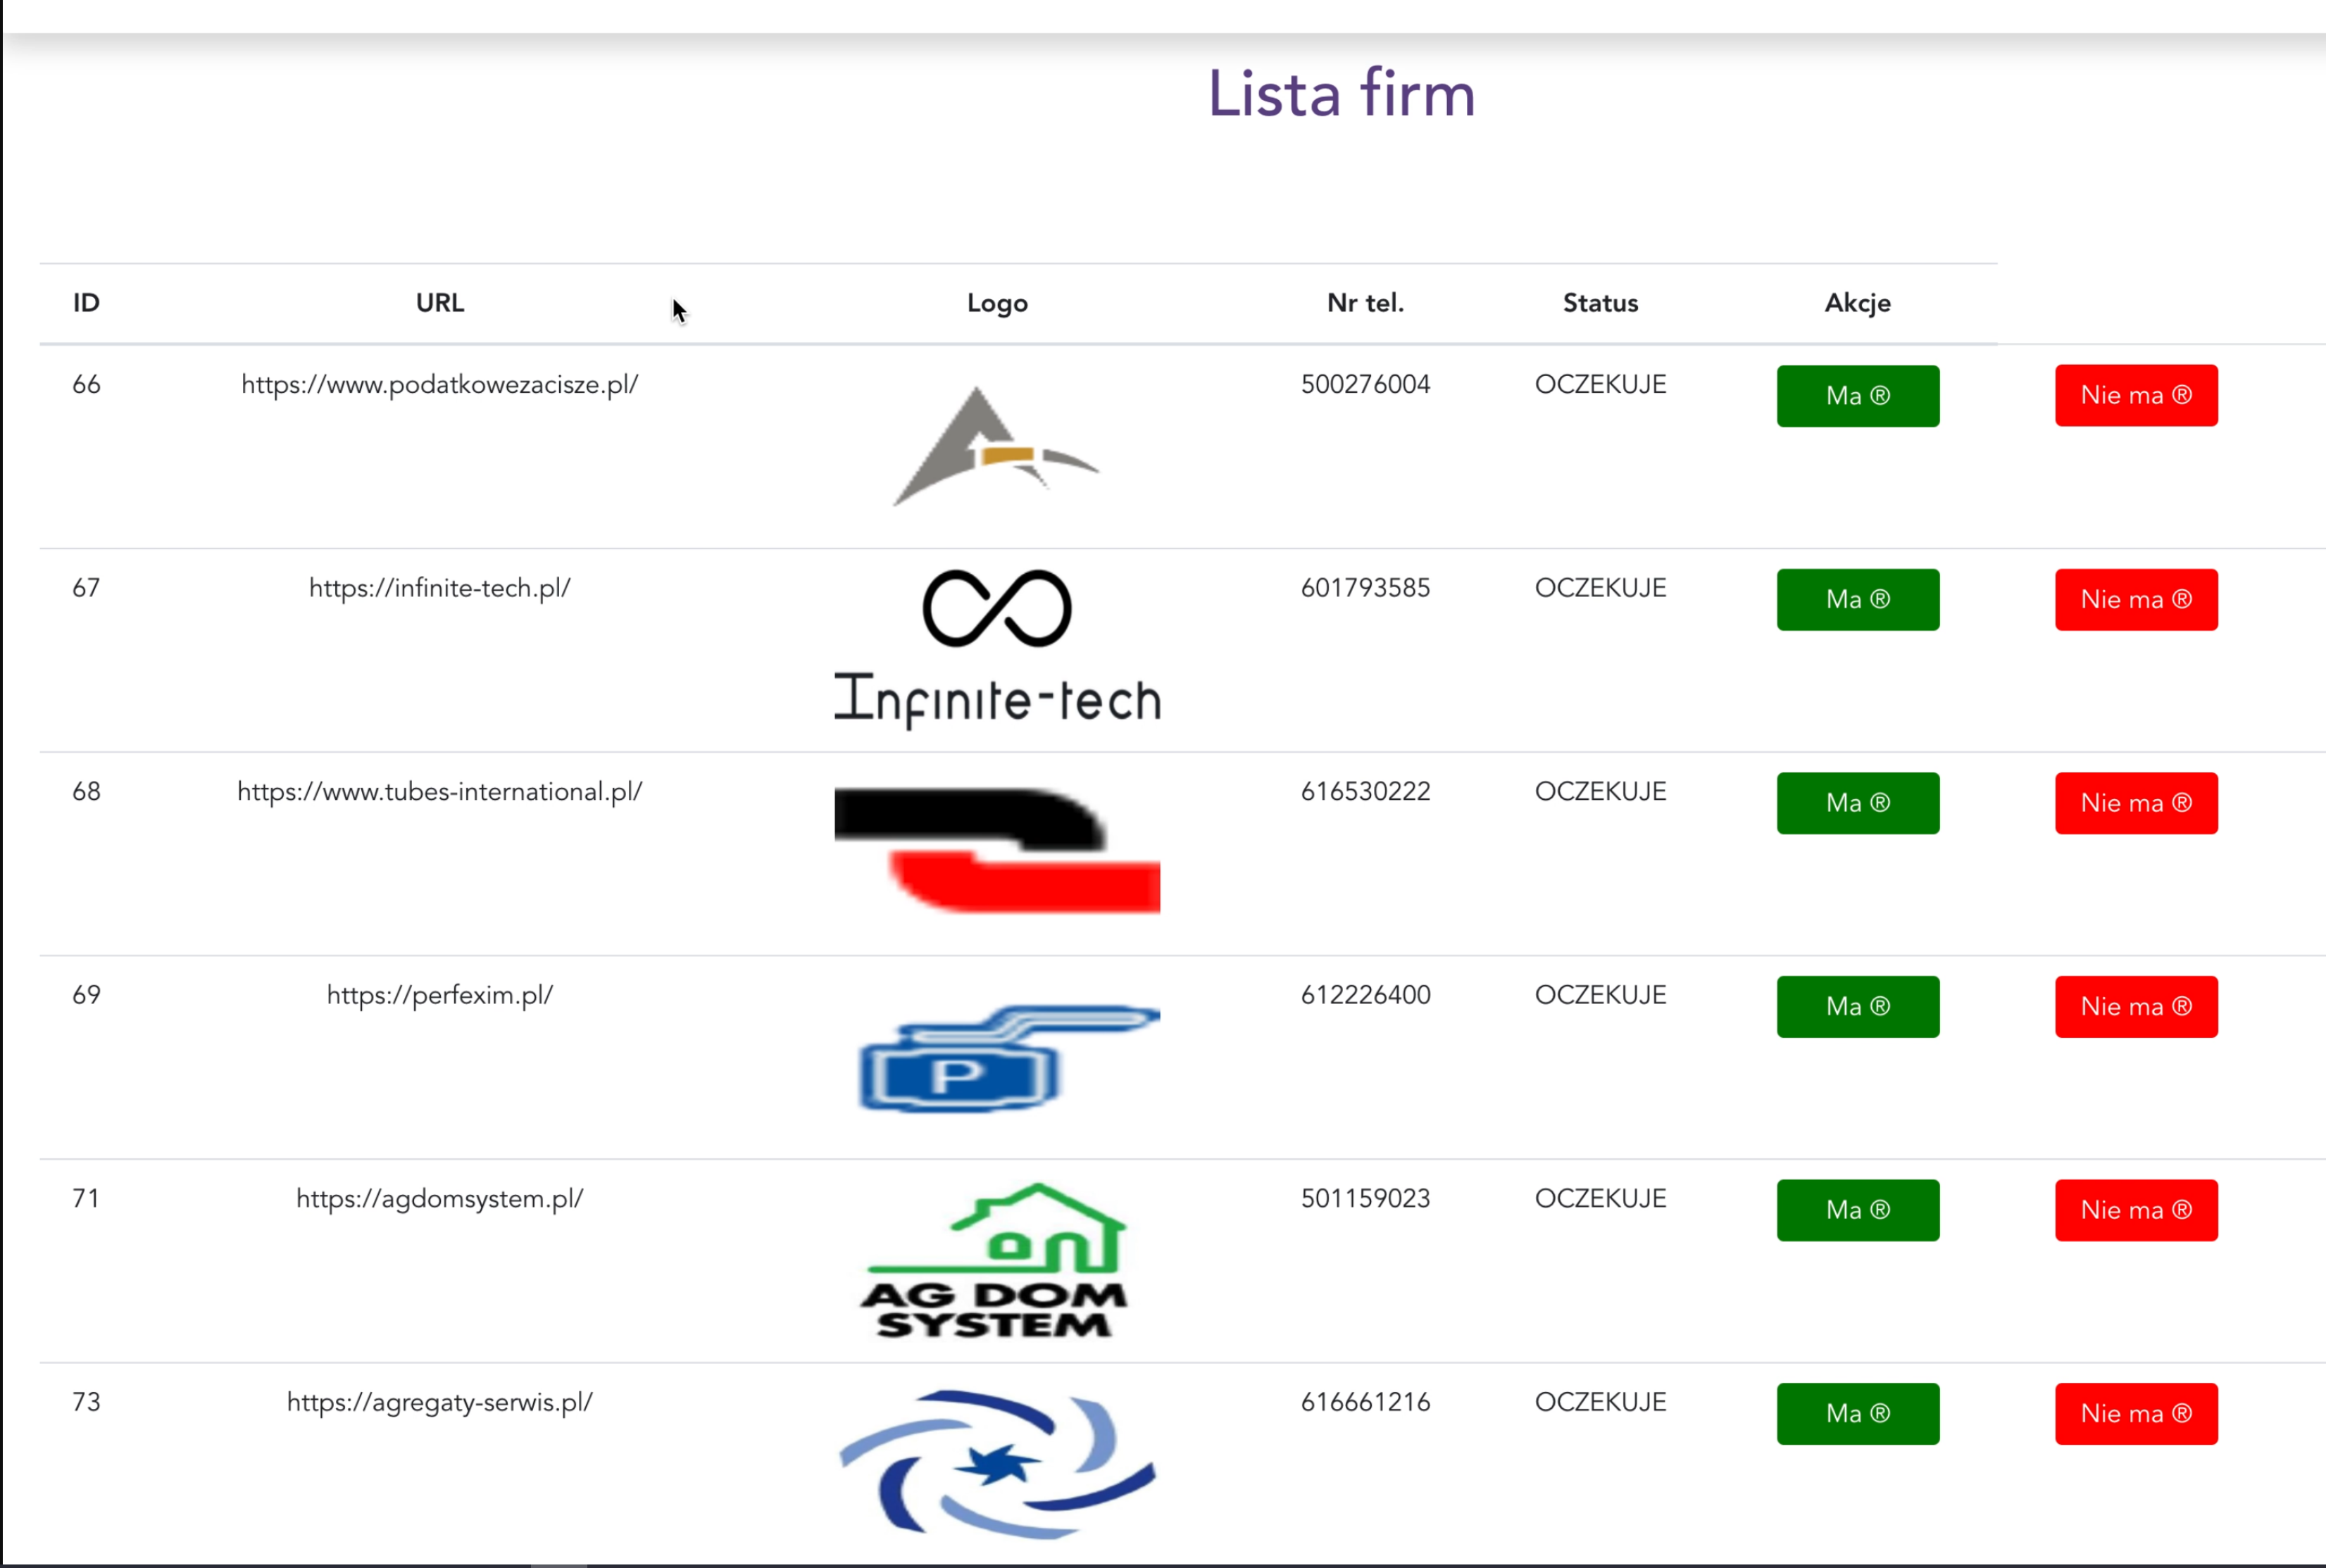 Lista firm
ID URL Logo Nr tel. Status Akcje
66 https://www.podatkowezacisze.pl/ 500276004 OCZEKUJE Ma ® Nie ma ®
67 https://infinite-tech.pl/ 601793585 OCZEKUJE Ma ® Nie ma ®
Infinite-tech
68 https://www.tubes-international.pl/ 616530222 OCZEKUJE Ma ® Nie ma ®
69 https://perfexim.pl/ 612226400 OCZEKUJE Ma ® Nie ma ®
P
71 https://agdomsystem.pl/ 501159023 OCZEKUJE Ma ® Nie ma ®
AG DOM
SYSTEM
73 https://agregaty-serwis.pl/ 616661216 OCZEKUJE Ma ® Nie ma ®